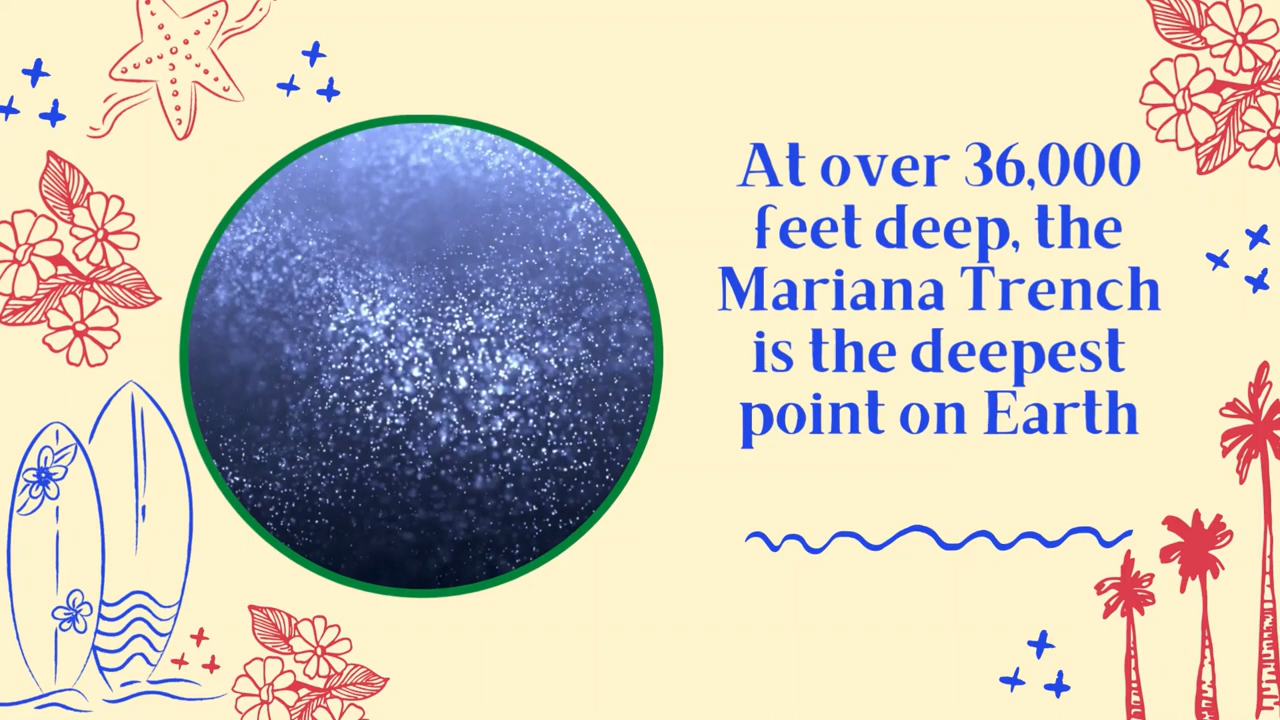 At over 36,000
feet deep, the
Mariana Trench
is the deepest
point on Earth